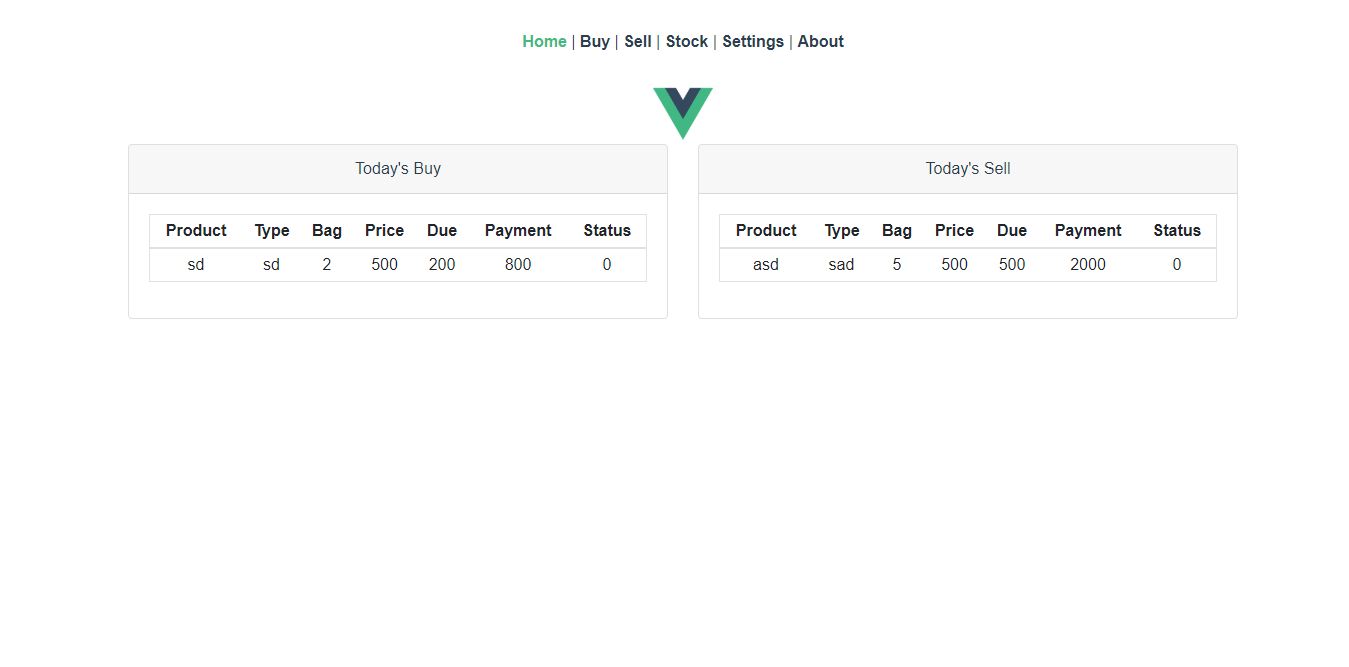 Home | Buy | Sell | Stock | Settings | About
Today's Buy
Product Type Bag Price Due Payment Status
sd sd 2 500 200 800 0
Today's Sell
Product Type Bag Price Due Payment Status
asd sad 5 500 500 2000 0